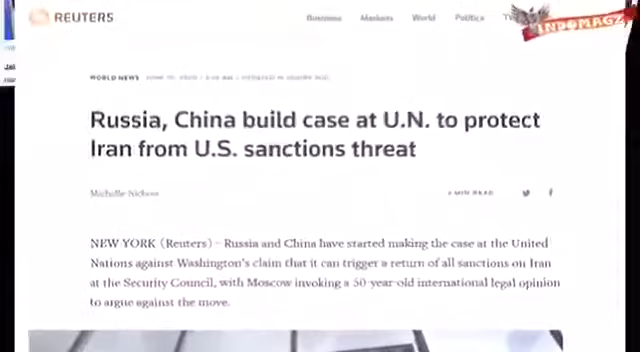 REUTERS
Business Markets World Politics
INDOMAGZ
WORLD NEWS
Russia, China build case at U.N. to protect
Iran from U.S. sanctions threat
Michelle Nichols
MIN READ
NEW YORK (Reuters) - Russia and China have started making the case at the United
Nations against Washington's claim that it can trigger a return of all sanctions on Iran
at the Security Council, with Moscow invoking a 50-year-old international legal opinion
to argue against the move.